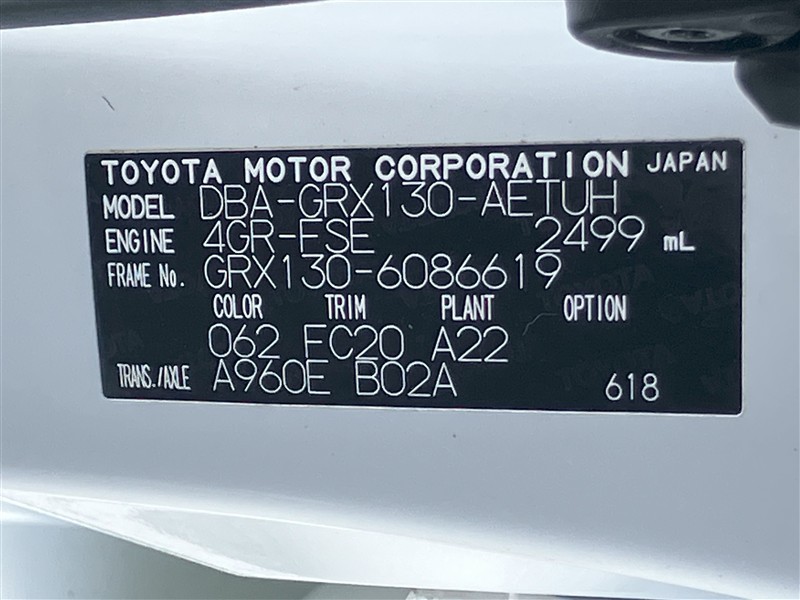 TOYOTA MOTOR CORPORATION JAPAN
MODEL DBA-GRX130-AETUH
ENGINE 4GR-FSE 2499 mL
FRAME No. GRX130-6086619
COLOR TRIM PLANT OPTION
062 FC20 A22
TRANS./AXLE A960E B02A 618